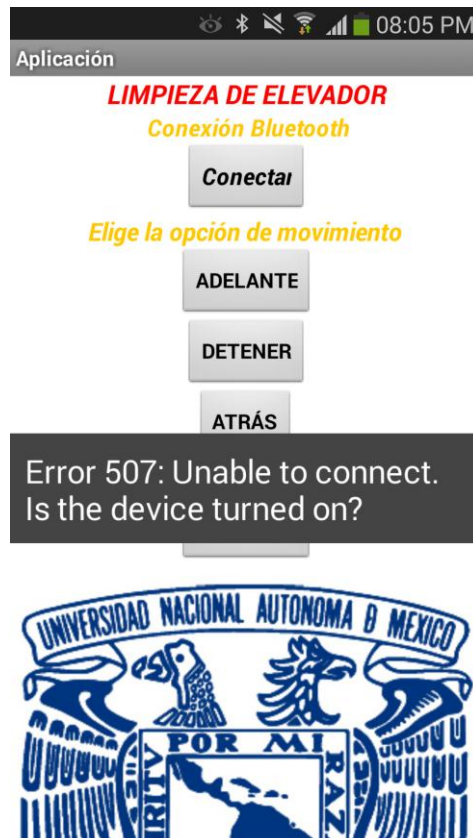 08:05 PM
Aplicación
LIMPIEZA DE ELEVADOR
Conexión Bluetooth
Conectar
Elige la opción de movimiento
ADELANTE
DETENER
ATRÁS
Error 507: Unable to connect.
Is the device turned on?
UNIVERSIDAD NACIONAL AUTONOMA D MEXICO
POR MI
RAZA